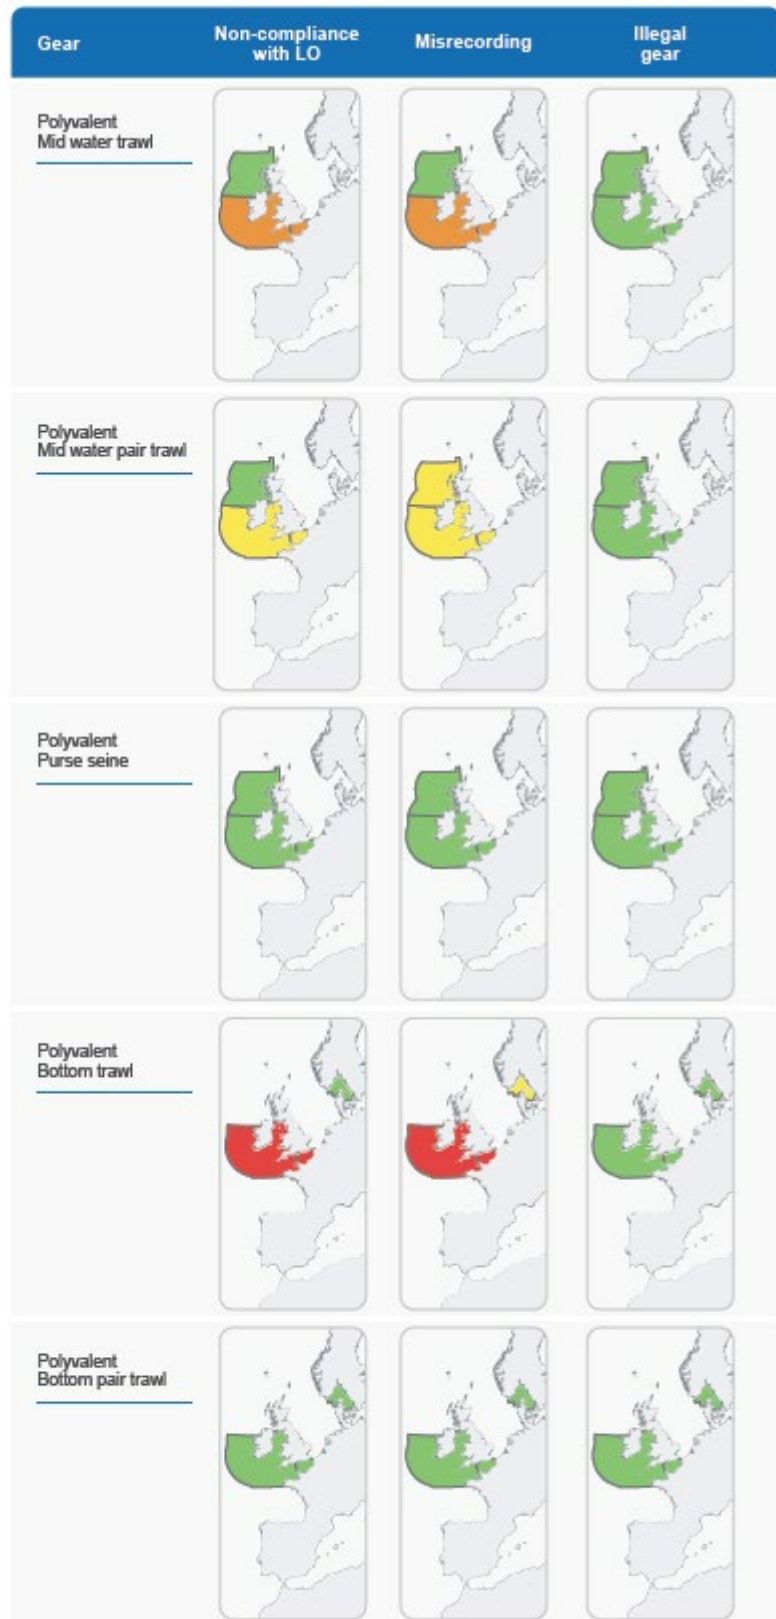 Gear
Non-compliance
with LO
Misrecording
Illegal
gear
Polyvalent
Mid water trawl
Polyvalent
Mid water pair trawl
Polyvalent
Purse seine
Polyvalent
Bottom trawl
Polyvalent
Bottom pair trawl